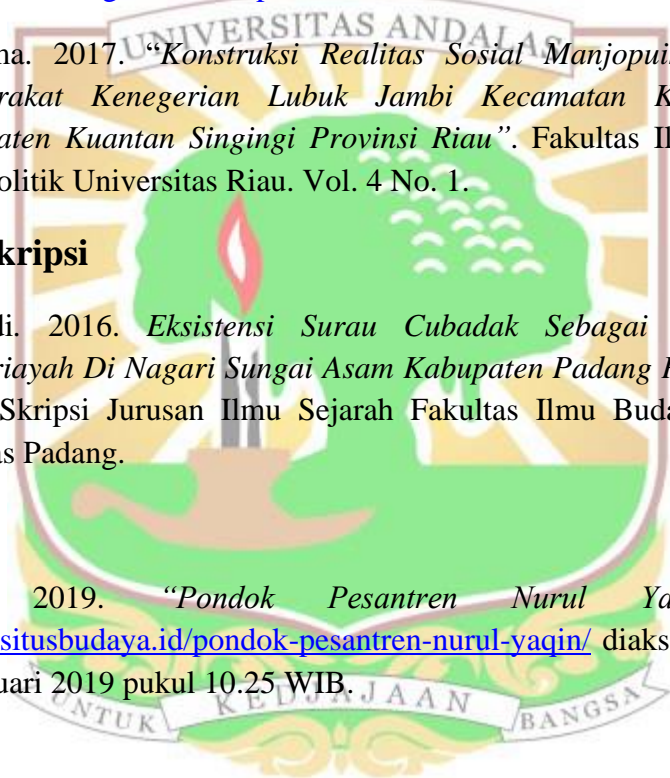 UNIVERSITAS ANDALAS
na. 2017. “Konstruksi Realitas Sosial Manjopui
rakat Kenegerian Lubuk Jambi Kecamatan K
aten Kuantan Singingi Provinsi Riau”. Fakultas Il
olitik Universitas Riau. Vol. 4 No. 1.
kripsi
di. 2016. Eksistensi Surau Cubadak Sebagai
riayah Di Nagari Sungai Asam Kabupaten Padang P
Skripsi Jurusan Ilmu Sejarah Fakultas Ilmu Buda
as Padang.
2019. “Pondok Pesantren Nurul Ya
situsbudaya.id/pondok-pesantren-nurul-yaqin/ diaks
uari 2019 pukul 10.25 WIB.
UNTUK KEDJAJAAN BANGSA